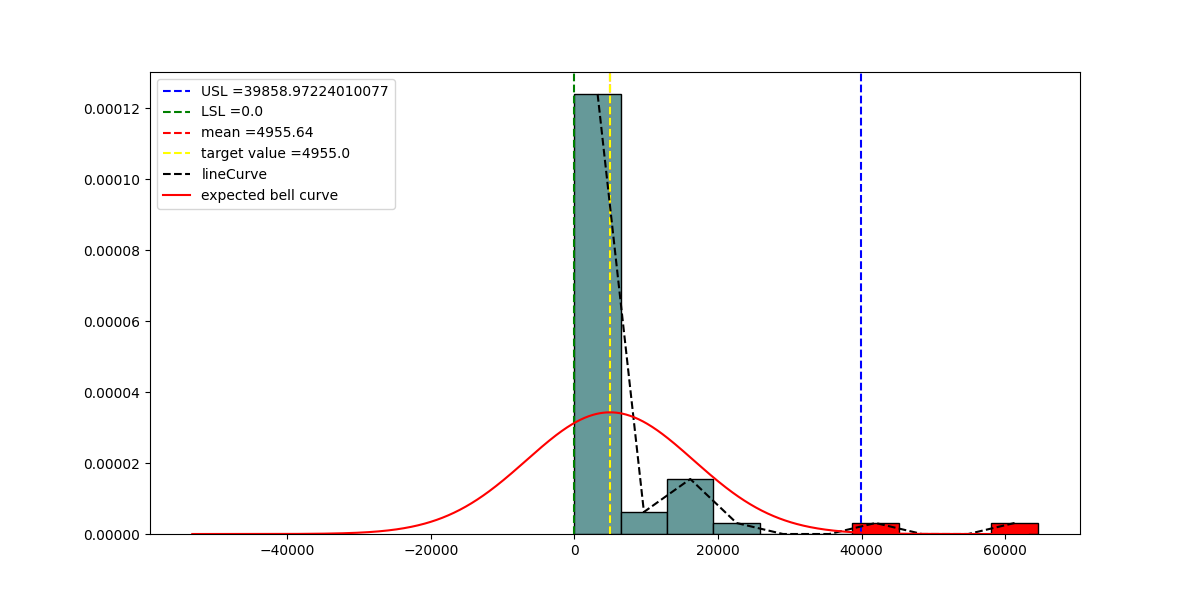 USL =39858.97224010077
LSL =0.0
mean =4955.64
target value =4955.0
lineCurve
expected bell curve
0.00012
0.00010
0.00008
0.00006
0.00004
0.00002
0.00000
−40000
−20000
0
20000
40000
60000